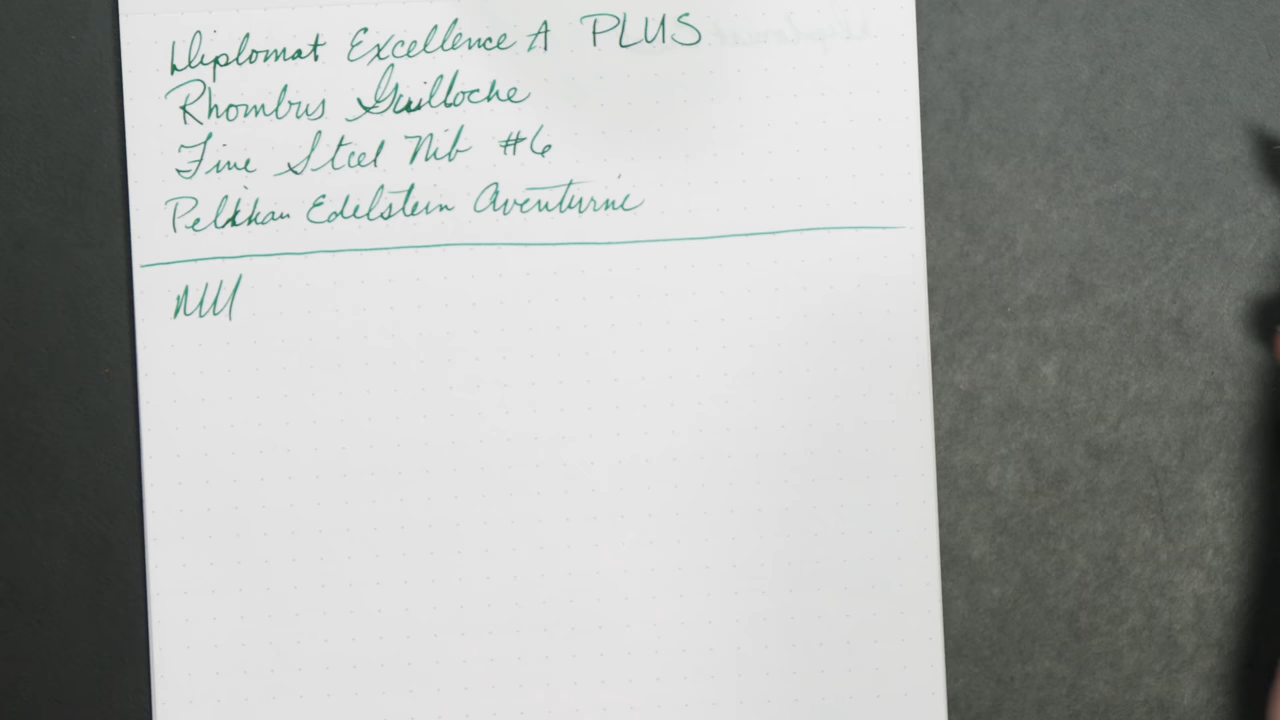 Diplomat Excellence A PLUS
Rhombus Guilloche
Fine Steel Nib #6
Pelikan Edelstein Aventurine